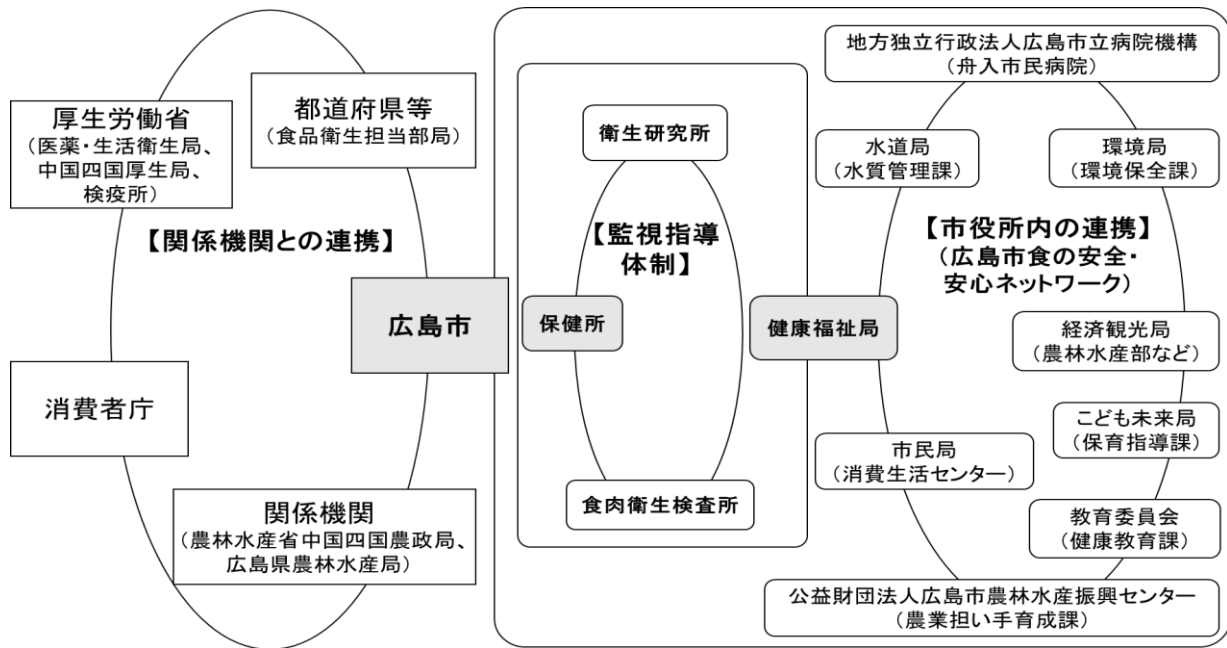 厚生労働省
（医薬・生活衛生局、
中国四国厚生局、
検疫所）
都道府県等
（食品衛生担当部局）
【関係機関との連携】
広島市
消費者庁
関係機関
（農林水産省中国四国農政局、
広島県農林水産局）
衛生研究所
【監視指導
体制】
保健所
健康福祉局
食肉衛生検査所
地方独立行政法人広島市立病院機構
（舟入市民病院）
水道局
（水質管理課）
環境局
（環境保全課）
【市役所内の連携】
（広島市食の安全・
安心ネットワーク）
経済観光局
（農林水産部など）
こども未来局
（保育指導課）
市民局
（消費生活センター）
教育委員会
（健康教育課）
公益財団法人広島市農林水産振興センター
（農業担い手育成課）